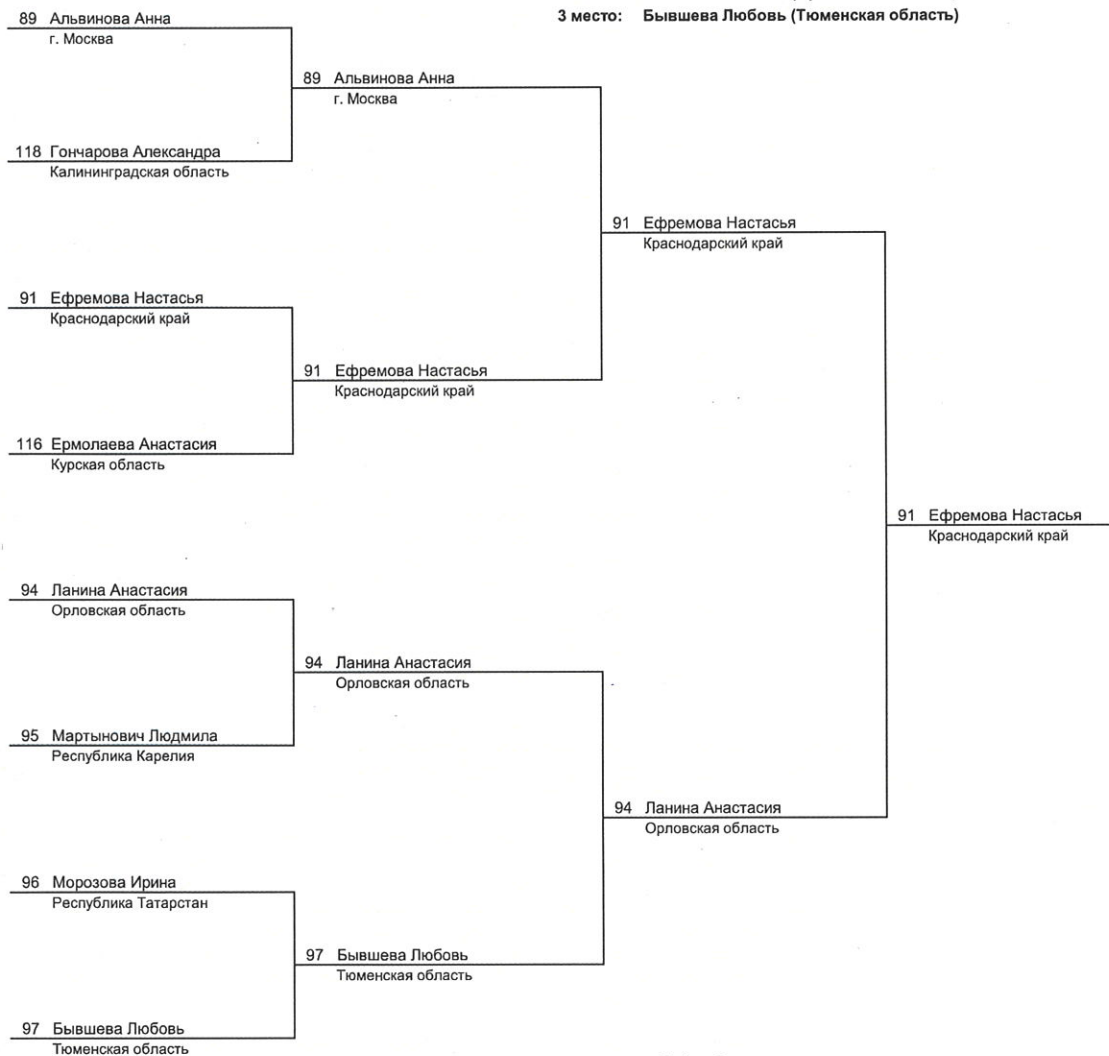 3 место: Бывшева Любовь (Тюменская область)
89 Альвинова Анна
г. Москва
89 Альвинова Анна
г. Москва
118 Гончарова Александра
Калининградская область
91 Ефремова Настасья
Краснодарский край
91 Ефремова Настасья
Краснодарский край
91 Ефремова Настасья
Краснодарский край
116 Ермолаева Анастасия
Курская область
91 Ефремова Настасья
Краснодарский край
94 Ланина Анастасия
Орловская область
94 Ланина Анастасия
Орловская область
95 Мартынович Людмила
Республика Карелия
94 Ланина Анастасия
Орловская область
96 Морозова Ирина
Республика Татарстан
97 Бывшева Любовь
Тюменская область
97 Бывшева Любовь
Тюменская область